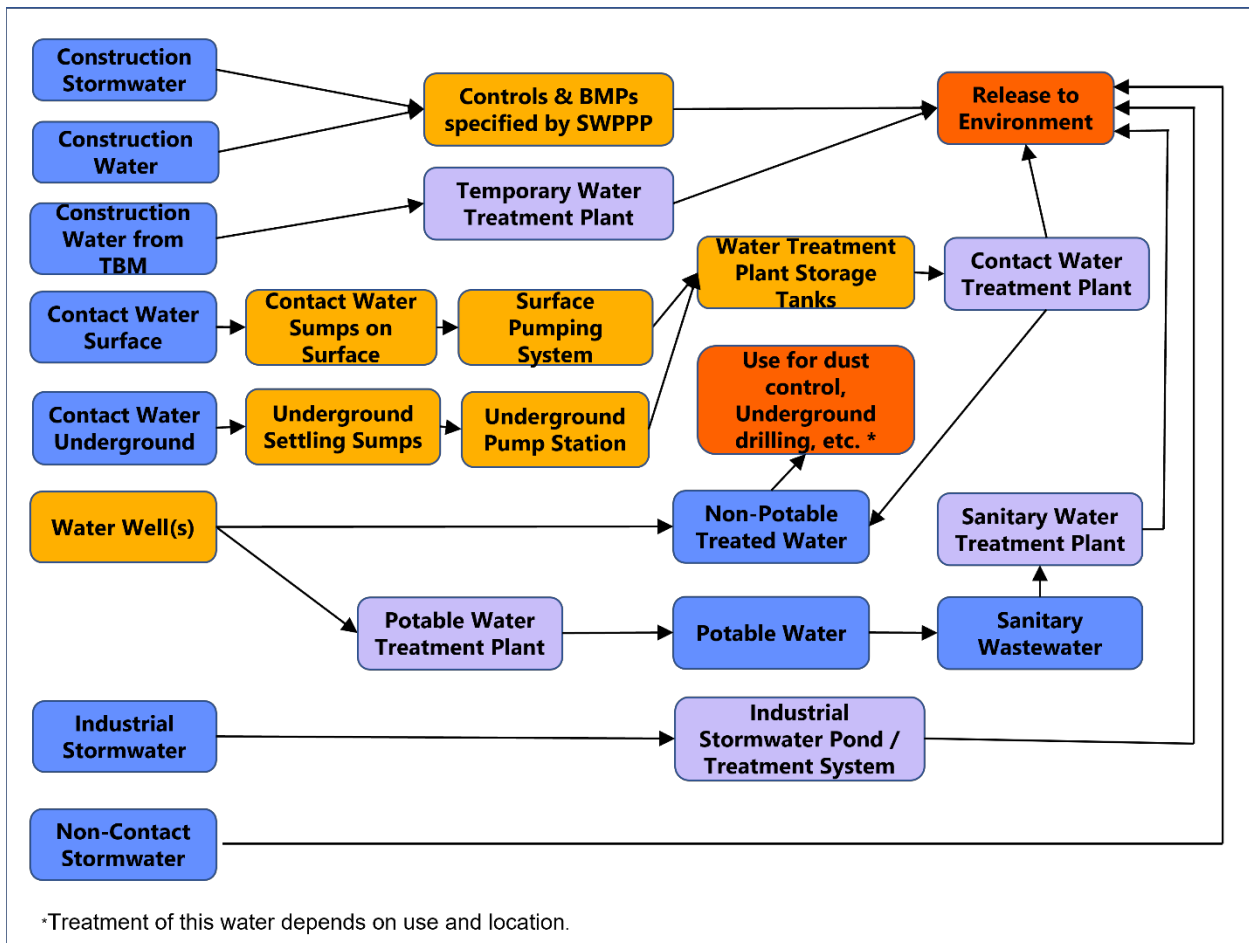 Construction
Stormwater
Controls & BMPs
specified by SWPPP
Release to
Environment
Construction
Water
Temporary Water
Treatment Plant
Construction
Water from
TBM
Water Treatment
Plant Storage
Tanks
Contact Water
Treatment Plant
Contact Water
Surface
Contact Water
Sumps on
Surface
Surface
Pumping
System
Use for dust
control,
Underground
drilling, etc. *
Contact Water
Underground
Underground
Settling Sumps
Underground
Pump Station
Water Well(s)
Non-Potable
Treated Water
Sanitary Water
Treatment Plant
Potable Water
Treatment Plant
Potable Water
Sanitary
Wastewater
Industrial
Stormwater
Industrial
Stormwater Pond /
Treatment System
Non-Contact
Stormwater
*Treatment of this water depends on use and location.